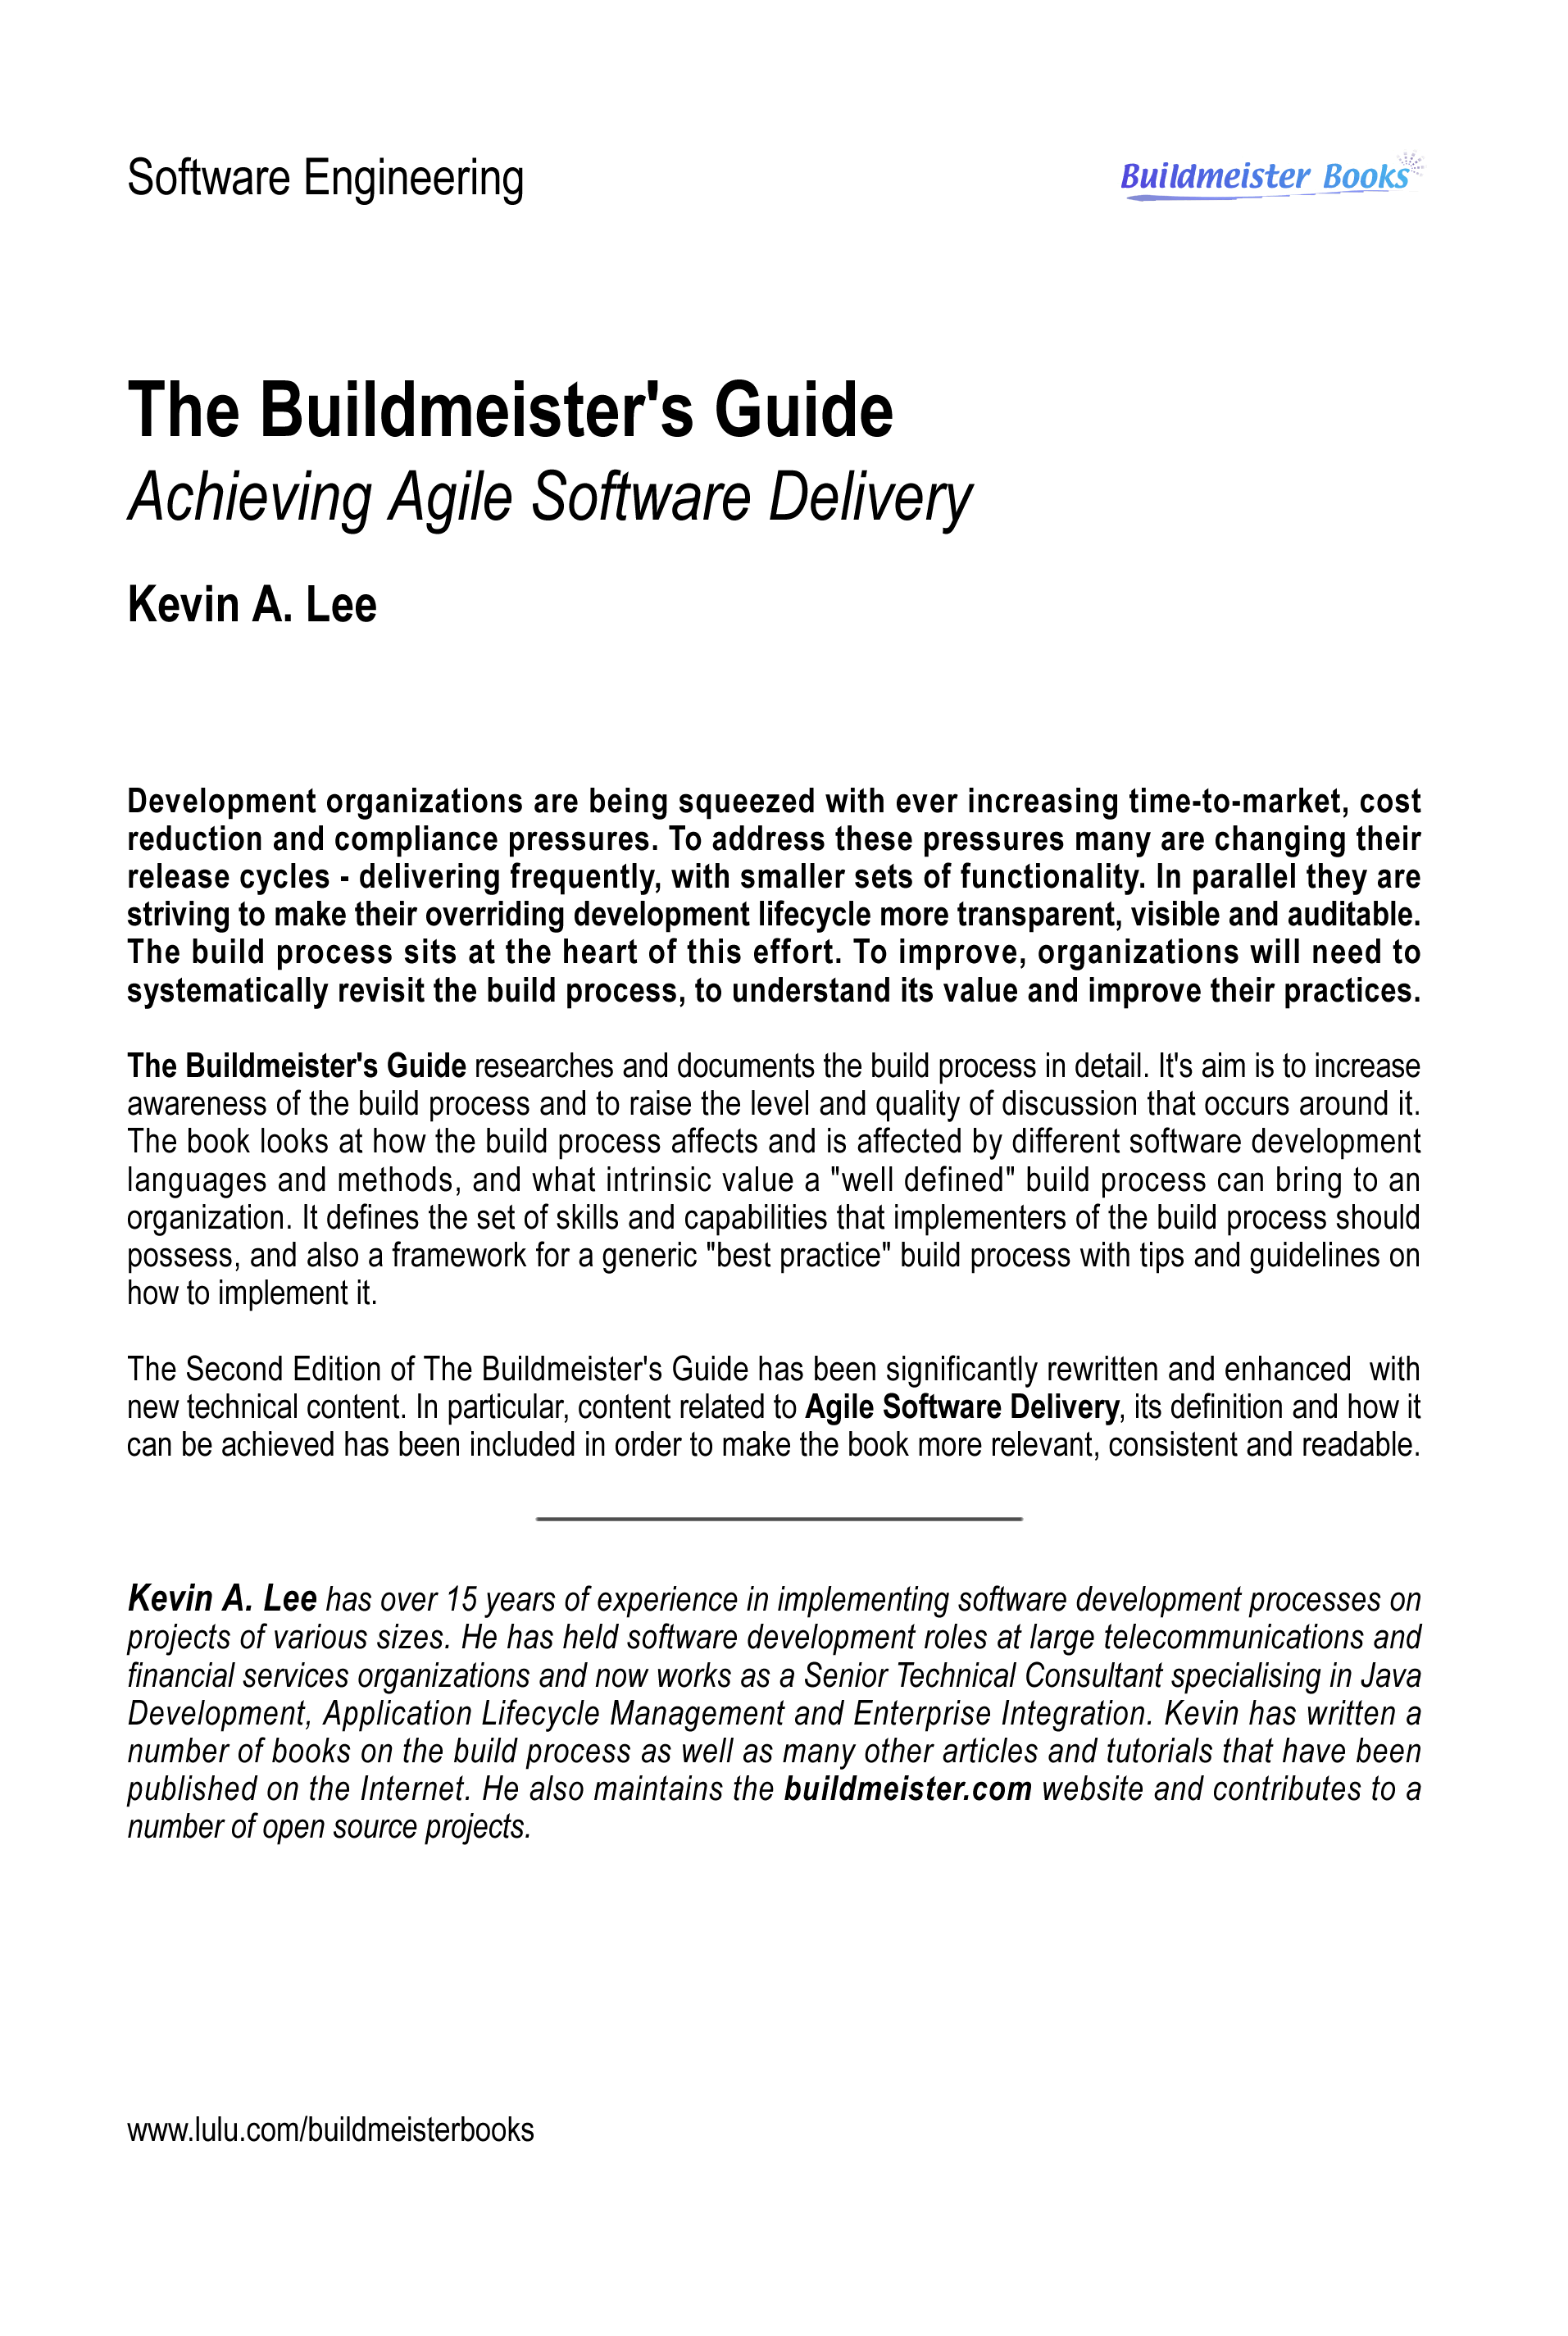 Software Engineering
Buildmeister Books
The Buildmeister's Guide
Achieving Agile Software Delivery
Kevin A. Lee
Development organizations are being squeezed with ever increasing time-to-market, cost
reduction and compliance pressures. To address these pressures many are changing their
release cycles - delivering frequently, with smaller sets of functionality. In parallel they are
striving to make their overriding development lifecycle more transparent, visible and auditable.
The build process sits at the heart of this effort. To improve, organizations will need to
systematically revisit the build process, to understand its value and improve their practices.
The Buildmeister's Guide researches and documents the build process in detail. It's aim is to increase
awareness of the build process and to raise the level and quality of discussion that occurs around it.
The book looks at how the build process affects and is affected by different software development
languages and methods, and what intrinsic value a "well defined" build process can bring to an
organization. It defines the set of skills and capabilities that implementers of the build process should
possess, and also a framework for a generic "best practice" build process with tips and guidelines on
how to implement it.
The Second Edition of The Buildmeister's Guide has been significantly rewritten and enhanced  with
new technical content. In particular, content related to Agile Software Delivery, its definition and how it
can be achieved has been included in order to make the book more relevant, consistent and readable.
Kevin A. Lee has over 15 years of experience in implementing software development processes on
projects of various sizes. He has held software development roles at large telecommunications and
financial services organizations and now works as a Senior Technical Consultant specialising in Java
Development, Application Lifecycle Management and Enterprise Integration. Kevin has written a
number of books on the build process as well as many other articles and tutorials that have been
published on the Internet. He also maintains the buildmeister.com website and contributes to a
number of open source projects.
www.lulu.com/buildmeisterbooks